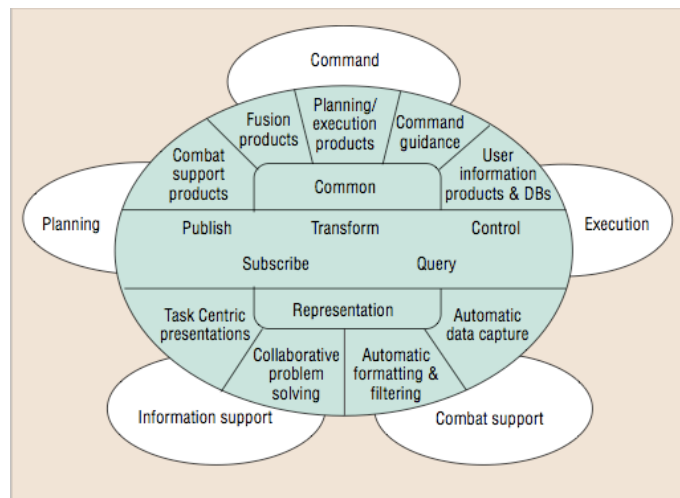 Command
Planning/
execution
products
Fusion
products
Command
guidance
Combat
support
products
User
information
products & DBs
Common
Planning
Execution
Publish Transform Control
Subscribe Query
Representation
Task Centric
presentations
Automatic
data capture
Collaborative
problem
solving
Automatic
formatting &
filtering
Information support
Combat support